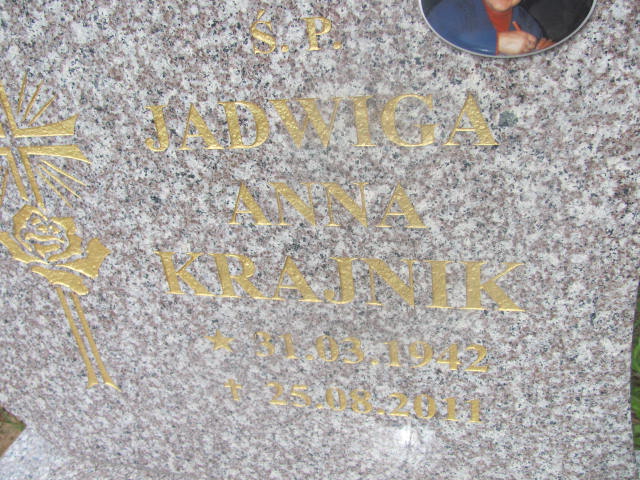 Ś. P.
JADWIGA
ANNA
KRAJNIK
★ 31.03.1942
✝ 25.08.2011